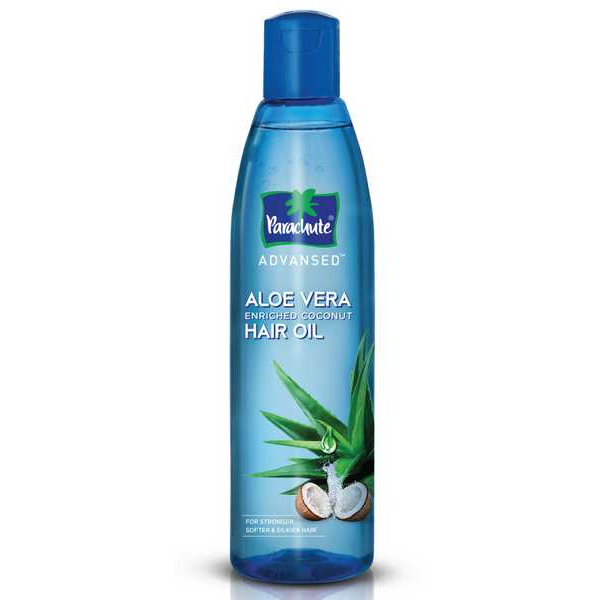 Parachute
ADVANSED™
ALOE VERA
ENRICHED COCONUT
HAIR OIL
FOR STRONGER,
SOFTER & SILKIER HAIR